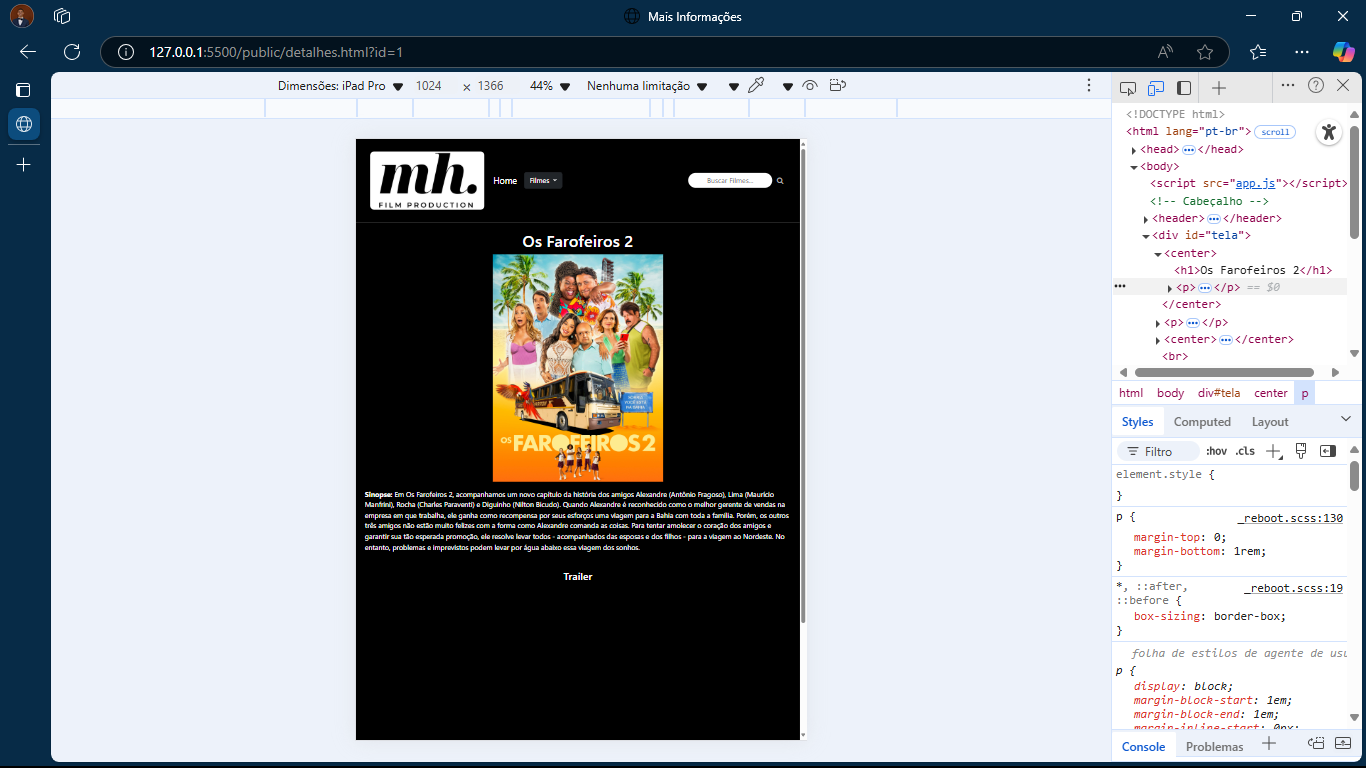 Mais Informações
127.0.0.1:5500/public/detalhes.html?id=1
Dimensões: iPad Pro 1024 × 1366 44% Nenhuma limitação
mh.
FILM PRODUCTION
Home Filmes Buscar Filmes...
Os Farofeiros 2
OS FAROFEIROS 2
Sinopse: Em Os Farofeiros 2, acompanhamos um novo capítulo da história dos amigos Alexandre (Antônio Fragoso), Lima (Maurício
Manfrini), Rocha (Charles Paraventi) e Diguinho (Nilton Bicudo). Quando Alexandre é reconhecido como o melhor gerente de vendas na
empresa em que trabalha, ele ganha como recompensa por seus esforços uma viagem para a Bahia com toda a família. Porém, os outros
três amigos não estão muito felizes com a forma como Alexandre comanda as coisas. Para tentar amolecer o coração dos amigos e
garantir sua tão esperada promoção, ele resolve levar todos - acompanhados das esposas e dos filhos - para a viagem ao Nordeste. No
entanto, problemas e imprevistos podem levar por água abaixo essa viagem dos sonhos.
Trailer
<!DOCTYPE html>
<html lang="pt-br"> scroll
<head> ••• </head>
<body>
<script src="app.js"></script>
<!-- Cabeçalho -->
<header> ••• </header>
<div id="tela">
<center>
<h1>Os Farofeiros 2</h1>
••• <p> ••• </p> == $0
</center>
<p> ••• </p>
<center> ••• </center>
<br>
html body div#tela center p
Styles Computed Layout
Filtro :hov .cls
element.style {
}
p { _reboot.scss:130
margin-top: 0;
margin-bottom: 1rem;
}
*, ::after, _reboot.scss:19
::before {
box-sizing: border-box;
}
folha de estilos de agente de usu
p {
display: block;
margin-block-start: 1em;
margin-block-end: 1em;
margin-inline-start: 0px;
Console Problemas